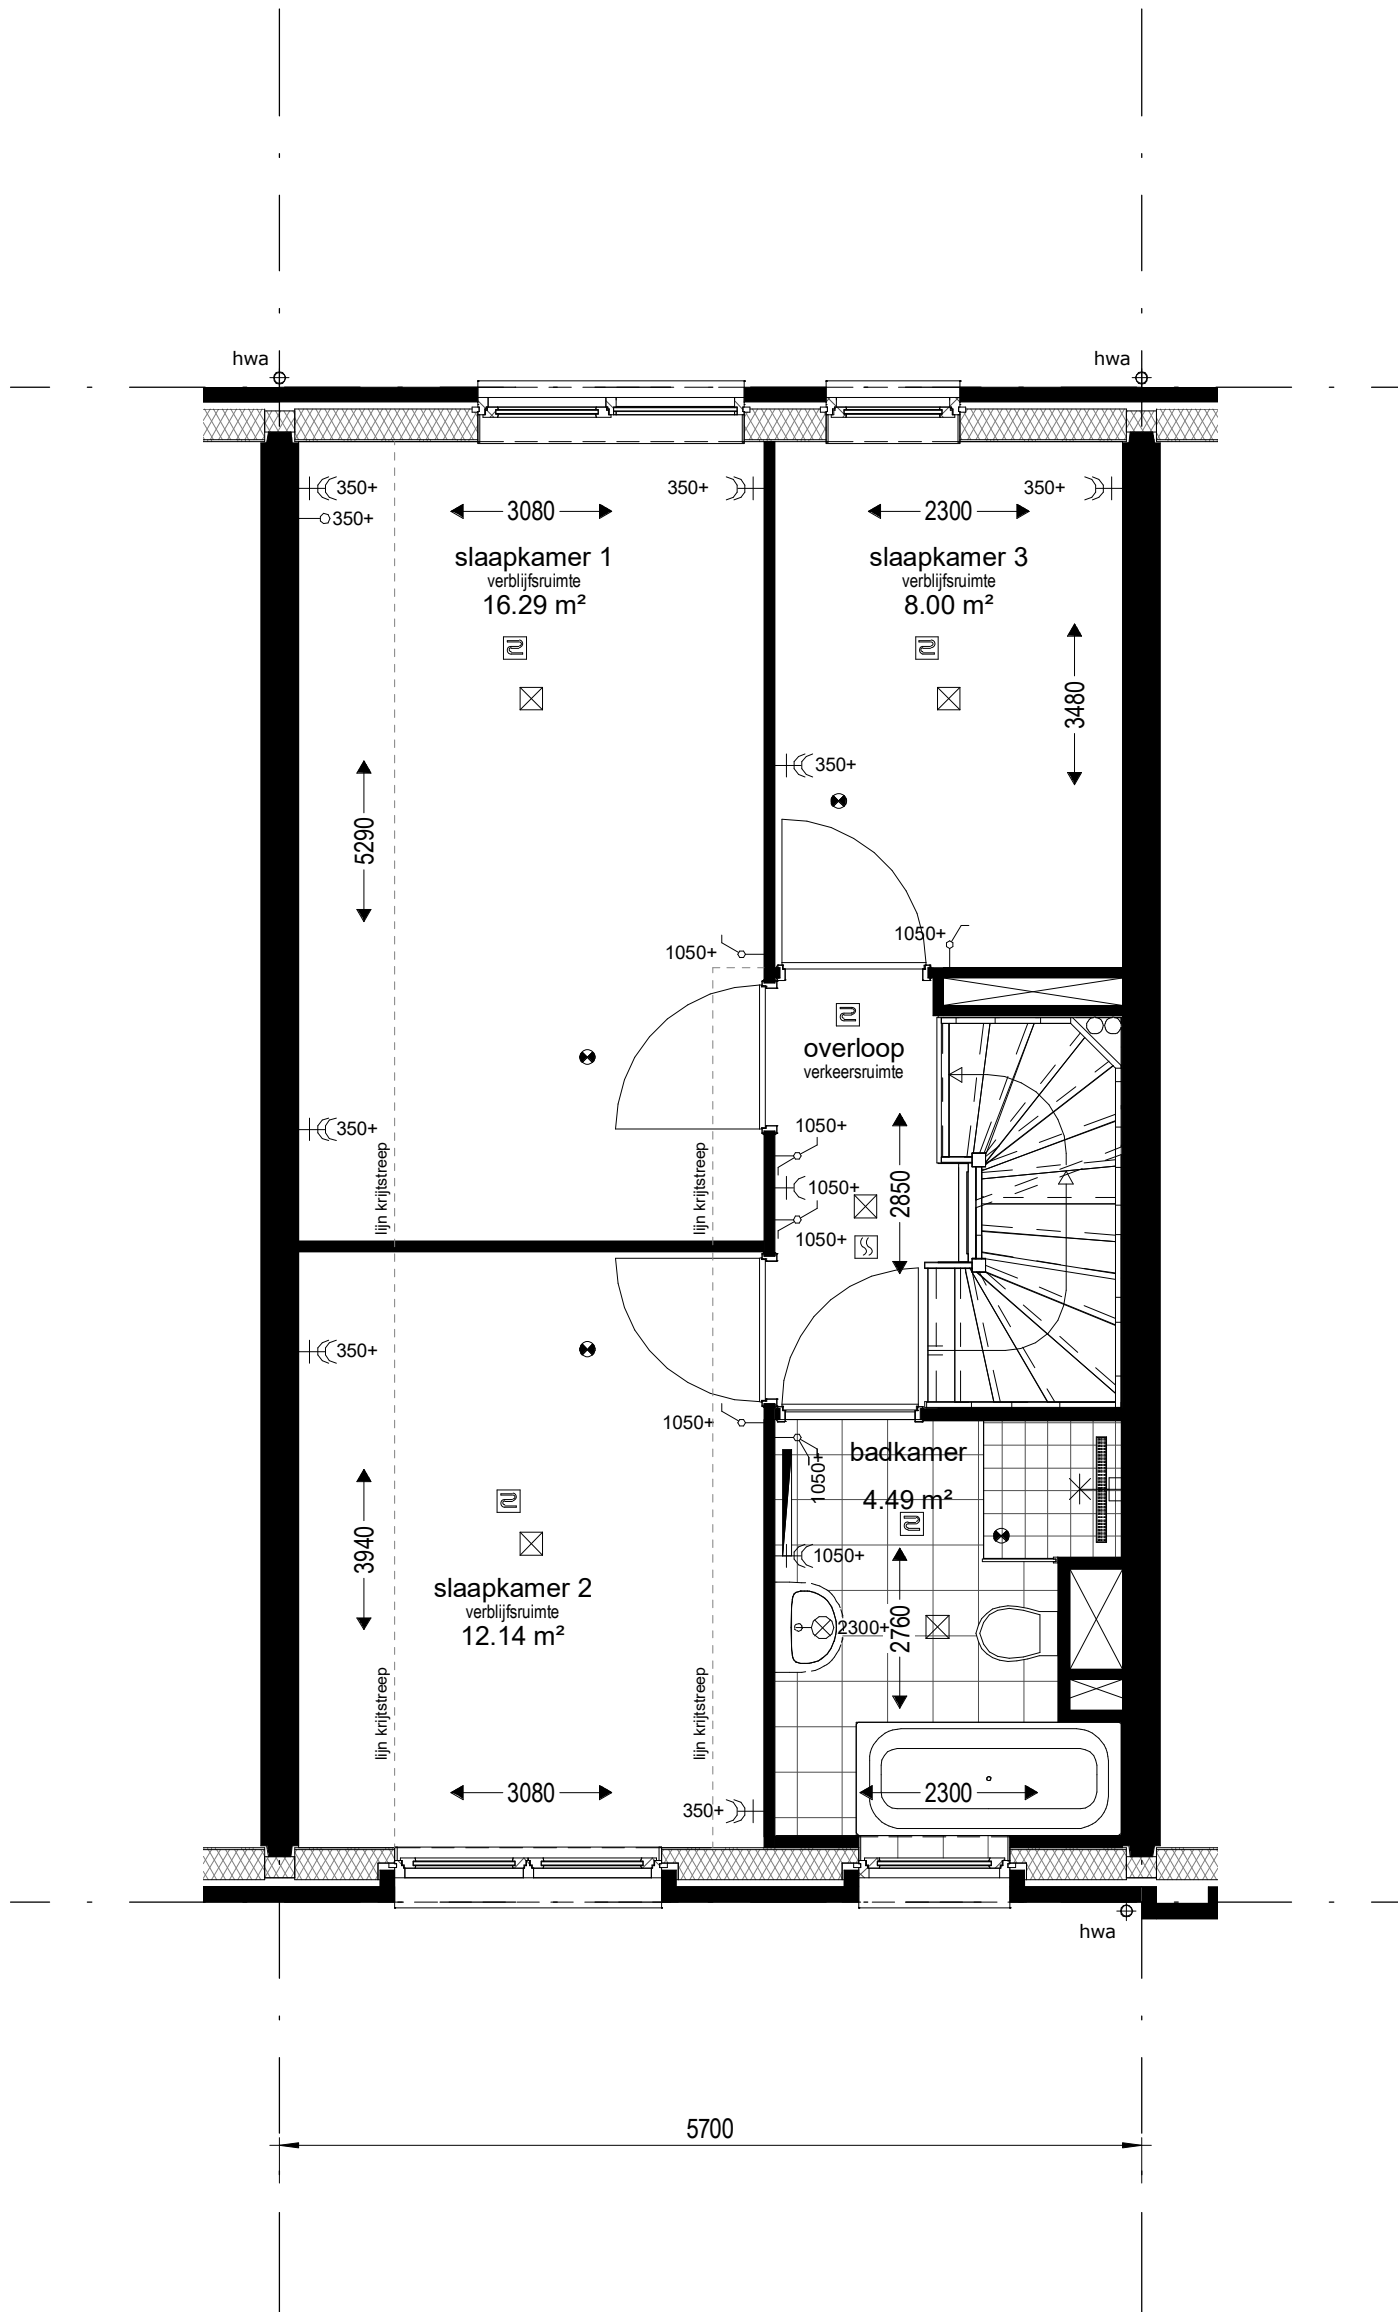 hwa
hwa
350+
350+
350+
350+
3080
2300
slaapkamer 1
verblijfsruimte
16.29 m²
slaapkamer 3
verblijfsruimte
8.00 m²
3480
350+
5290
1050+
1050+
overloop
verkeersruimte
350+
1050+
lijn krijtstreep
lijn krijtstreep
1050+
2850
1050+
350+
1050+
badkamer
4.49 m²
1050+
1050+
3940
slaapkamer 2
verblijfsruimte
12.14 m²
2300+
2760
lijn krijtstreep
lijn krijtstreep
3080
2300
350+
hwa
5700